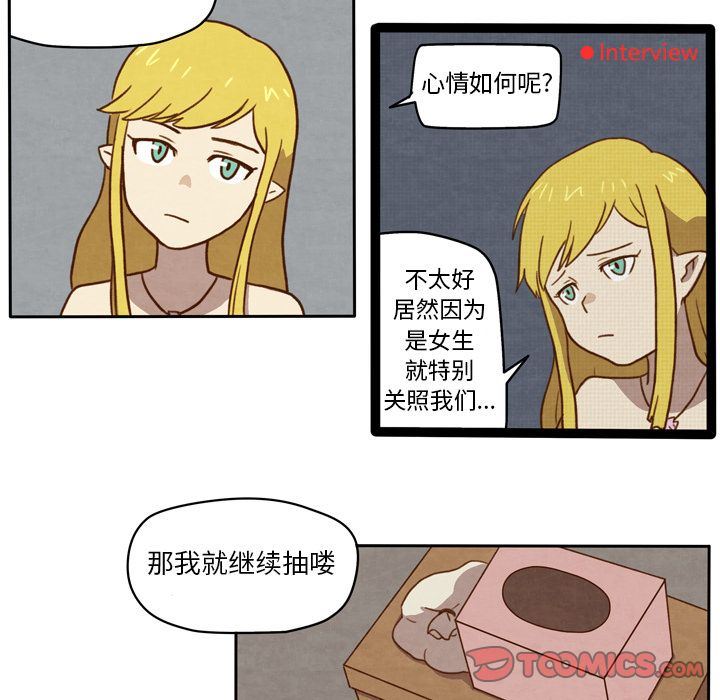 Interview
心情如何呢?
不太好
居然因为
是女生
就特别
关照我们...
那我就继续抽喽
TOOMICS.COM